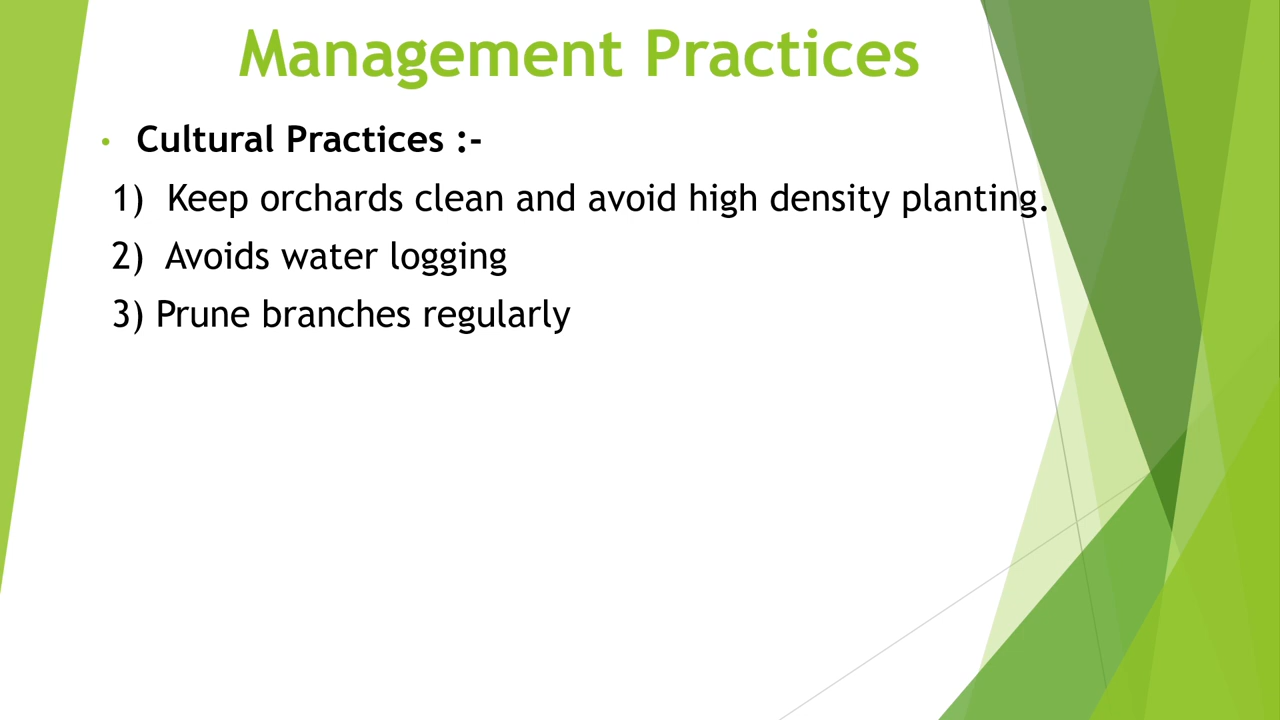 Management Practices
• Cultural Practices :-
1) Keep orchards clean and avoid high density planting.
2) Avoids water logging
3) Prune branches regularly